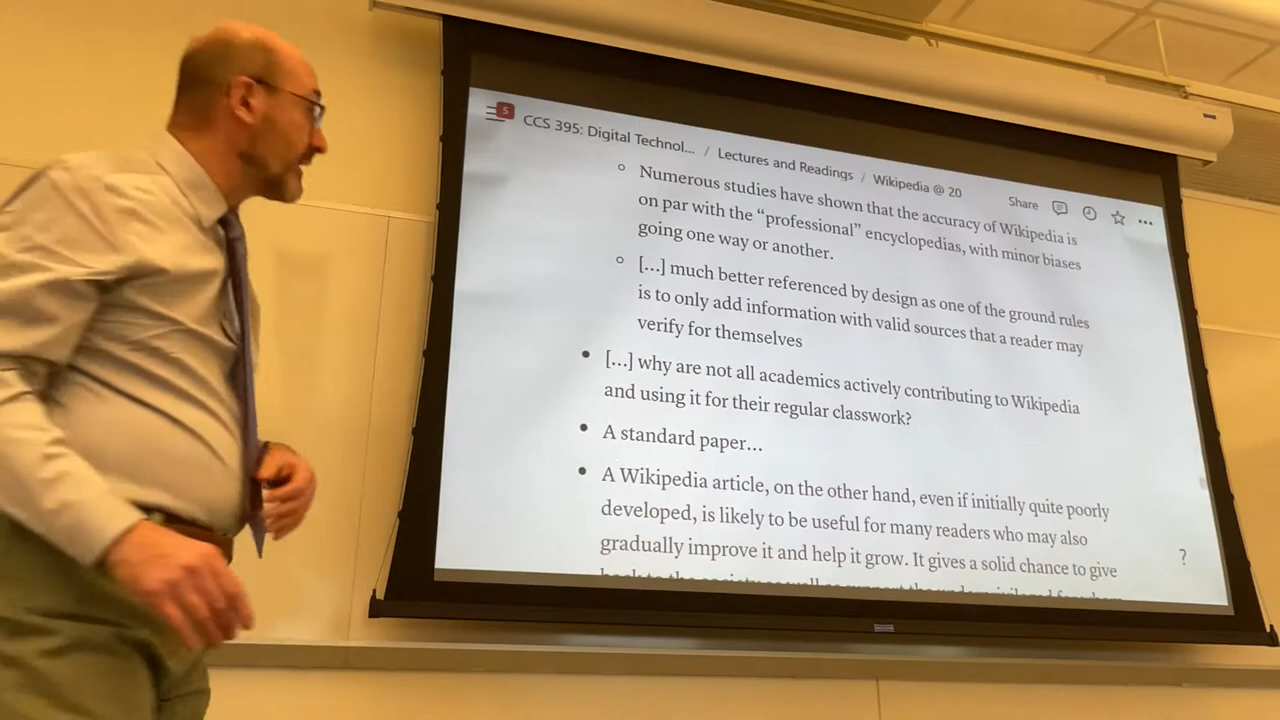 5
CCS 395: Digital Technol... / Lectures and Readings / Wikipedia @ 20
Share
Numerous studies have shown that the accuracy of Wikipedia is
on par with the “professional” encyclopedias, with minor biases
going one way or another.
[...] much better referenced by design as one of the ground rules
is to only add information with valid sources that a reader may
verify for themselves
[...] why are not all academics actively contributing to Wikipedia
and using it for their regular classwork?
A standard paper...
A Wikipedia article, on the other hand, even if initially quite poorly
developed, is likely to be useful for many readers who may also
gradually improve it and help it grow. It gives a solid chance to give
?